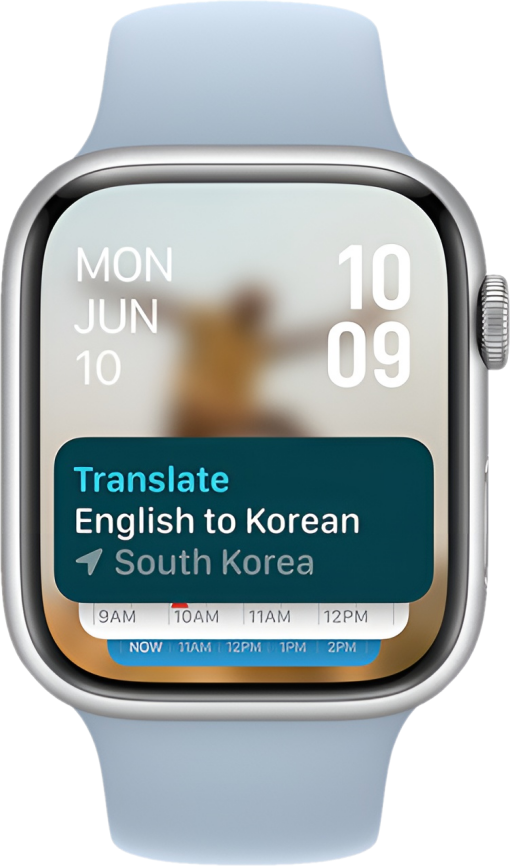 MON
JUN
10
10
09
Translate
English to Korean
South Korea
9AM 10AM 11AM 12PM
NOW 11AM 12PM 1PM 2PM